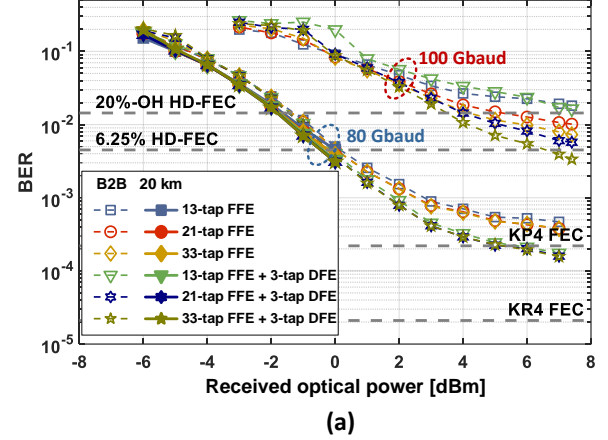 10^-1
10^-2
10^-3
10^-4
10^-5
BER
100 Gbaud
20%-OH HD-FEC
6.25% HD-FEC
80 Gbaud
B2B 20 km
13-tap FFE
21-tap FFE
33-tap FFE
13-tap FFE + 3-tap DFE
21-tap FFE + 3-tap DFE
33-tap FFE + 3-tap DFE
KP4 FEC
KR4 FEC
-8 -6 -4 -2 0 2 4 6 8
Received optical power [dBm]
(a)